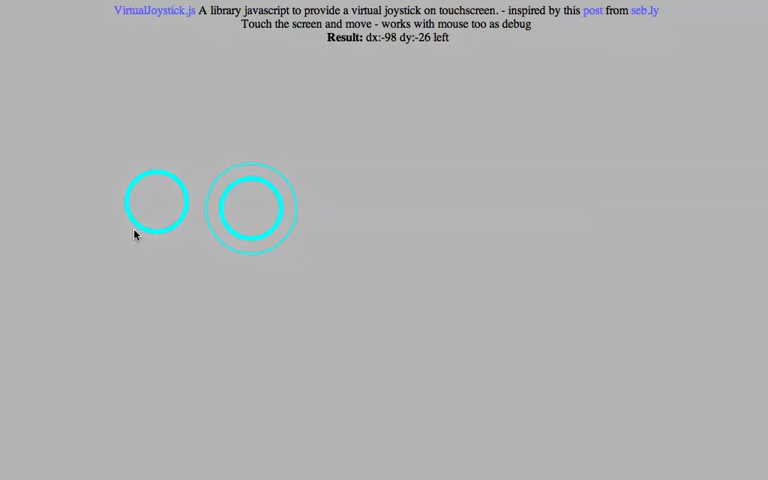 VirtualJoystick.js A library javascript to provide a virtual joystick on touchscreen. - inspired by this post from seb.ly
Touch the screen and move - works with mouse too as debug
Result: dx:-98 dy:-26 left